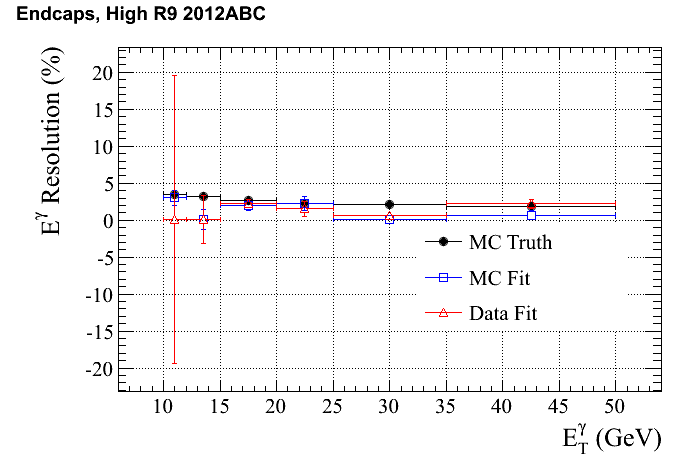 Endcaps, High R9 2012ABC
E^γ Resolution (%)
20
15
10
5
0
-5
-10
-15
-20
MC Truth
MC Fit
Data Fit
10 15 20 25 30 35 40 45 50
E_T^γ (GeV)